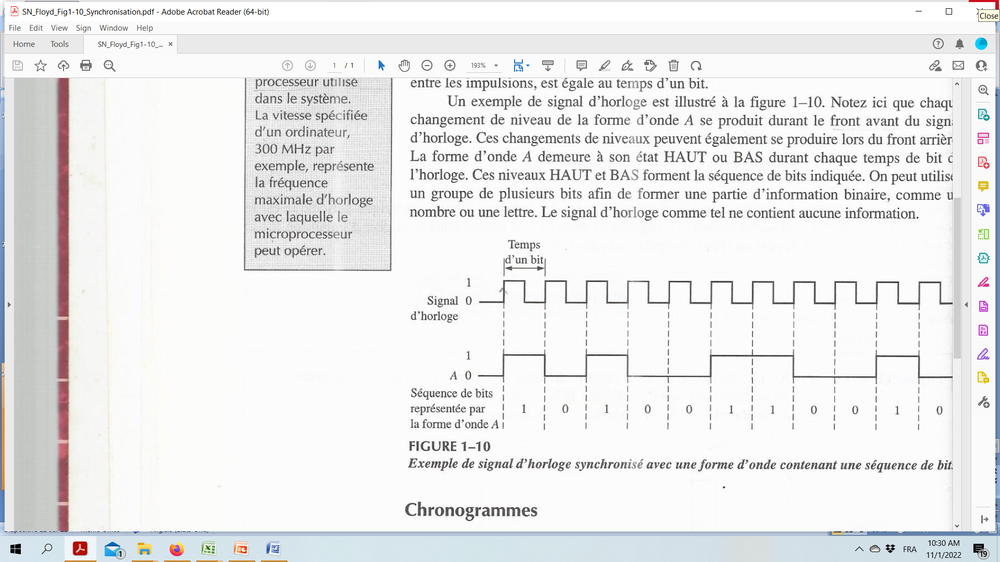 SN_Floyd_Fig1-10_Synchronisation.pdf - Adobe Acrobat Reader (64-bit)
Close
File Edit View Sign Window Help
Home Tools SN_Floyd_Fig1-10_...
1 / 1 193%
processeur utilisé
dans le système.
La vitesse spécifiée
d'un ordinateur,
300 MHz par
exemple, représente
la fréquence
maximale d'horloge
avec laquelle le
microprocesseur
peut opérer.
entre les impulsions, est égale au temps d'un bit.
Un exemple de signal d'horloge est illustré à la figure 1–10. Notez ici que chaqu
changement de niveau de la forme d'onde A se produit durant le front avant du sign
d'horloge. Ces changements de niveaux peuvent également se produire lors du front arrièr
La forme d'onde A demeure à son état HAUT ou BAS durant chaque temps de bit d
l'horloge. Ces niveaux HAUT et BAS forment la séquence de bits indiquée. On peut utilise
un groupe de plusieurs bits afin de former une partie d'information binaire, comme u
nombre ou une lettre. Le signal d'horloge comme tel ne contient aucune information.
Temps
d'un bit
1
Signal 0
d'horloge
1
A 0
Séquence de bits
représentée par 1 0 1 0 0 1 1 0 0 1 0
la forme d'onde A
FIGURE 1–10
Exemple de signal d'horloge synchronisé avec une forme d'onde contenant une séquence de bit
Chronogrammes
1
FRA
10:30 AM
11/1/2022
19